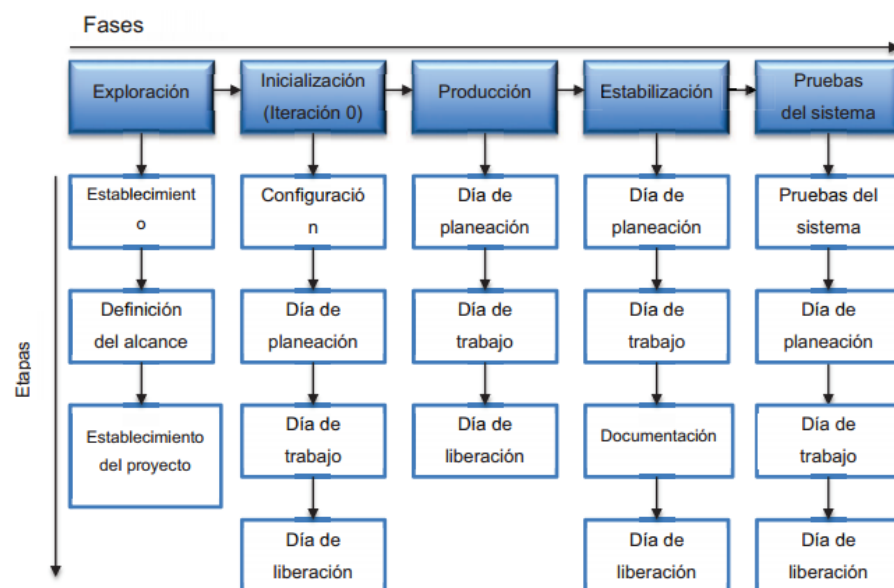 Fases
Exploración
Inicialización
(Iteración 0)
Producción
Estabilización
Pruebas
del sistema
Etapas
Establecimient
o
Configuració
n
Día de
planeación
Día de
planeación
Pruebas del
sistema
Definición
del alcance
Día de
planeación
Día de
trabajo
Día de
trabajo
Día de
planeación
Establecimiento
del proyecto
Día de
trabajo
Día de
liberación
Documentación
Día de
trabajo
Día de
liberación
Día de
liberación
Día de
liberación